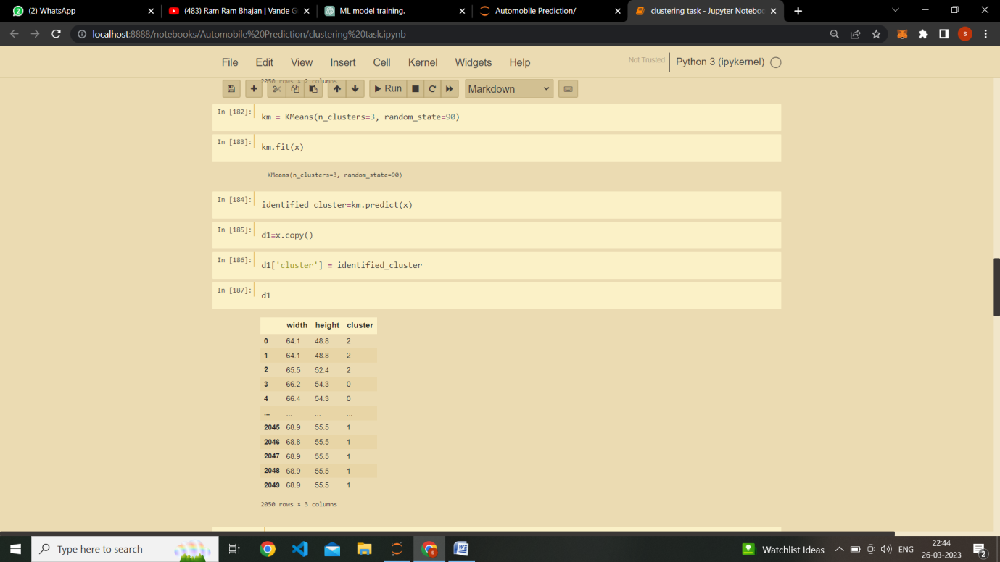 (2) WhatsApp
(483) Ram Ram Bhajan | Vande G
ML model training.
Automobile Prediction/
clustering task - Jupyter Noteboo
localhost:8888/notebooks/Automobile%20Prediction/clustering%20task.ipynb
S
File Edit View Insert Cell Kernel Widgets Help
Not Trusted
Python 3 (ipykernel)
2050 rows × 2 columns
Run
Markdown
In [182]: km = KMeans(n_clusters=3, random_state=90)
In [183]: km.fit(x)
KMeans(n_clusters=3, random_state=90)
In [184]: identified_cluster=km.predict(x)
In [185]: d1=x.copy()
In [186]: d1['cluster'] = identified_cluster
In [187]: d1
width height cluster
0 64.1 48.8 2
1 64.1 48.8 2
2 65.5 52.4 2
3 66.2 54.3 0
4 66.4 54.3 0
... ... ... ...
2045 68.9 55.5 1
2046 68.8 55.5 1
2047 68.9 55.5 1
2048 68.9 55.5 1
2049 68.9 55.5 1
2050 rows × 3 columns
Type here to search
Watchlist Ideas
ENG
22:44
26-03-2023
2